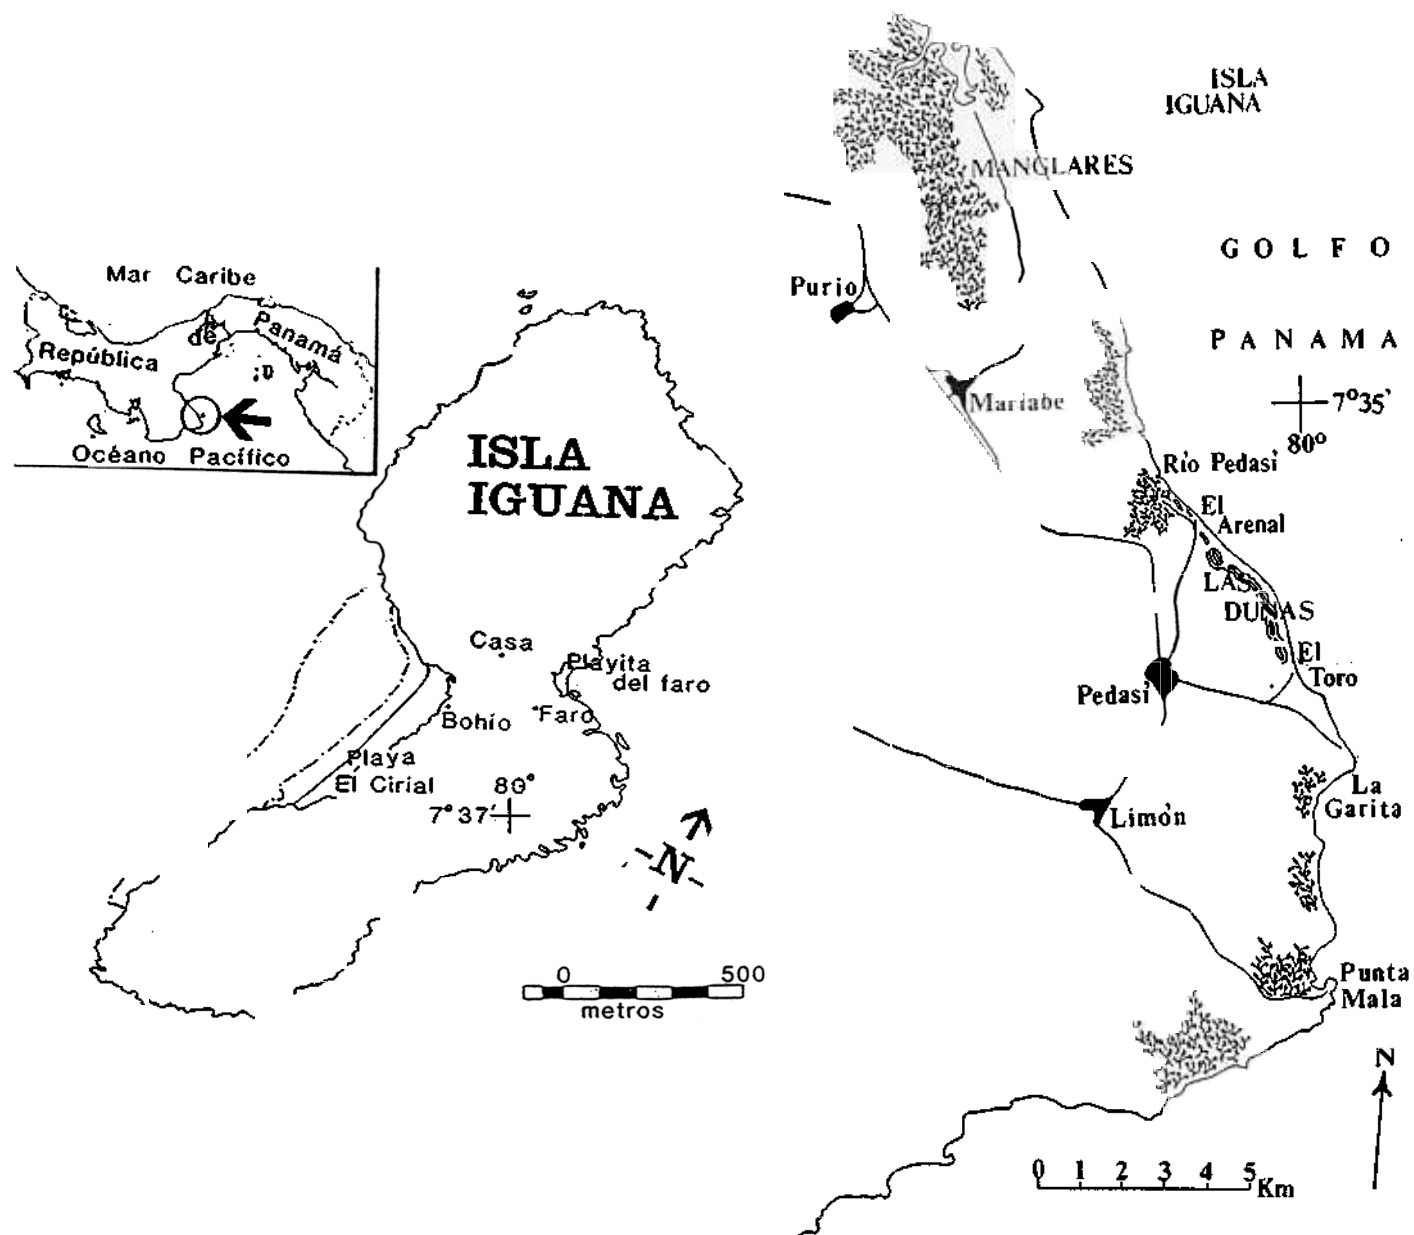 Mar Caribe
República
de
Panamá
Océano Pacífico
ISLA
IGUANA
Casa
Playita
del faro
Bohío
Faro
Playa
El Cirial
80°
7°37'
N
0 500
metros
ISLA
IGUANA
MANGLARES
GOLFO
PANAMA
Purio
Mariabe
7°35'
80°
Río Pedasí
El
Arenal
LAS
DUNAS
El
Toro
Pedasí
La
Garita
Limón
Punta
Mala
N
0 1 2 3 4 5
Km